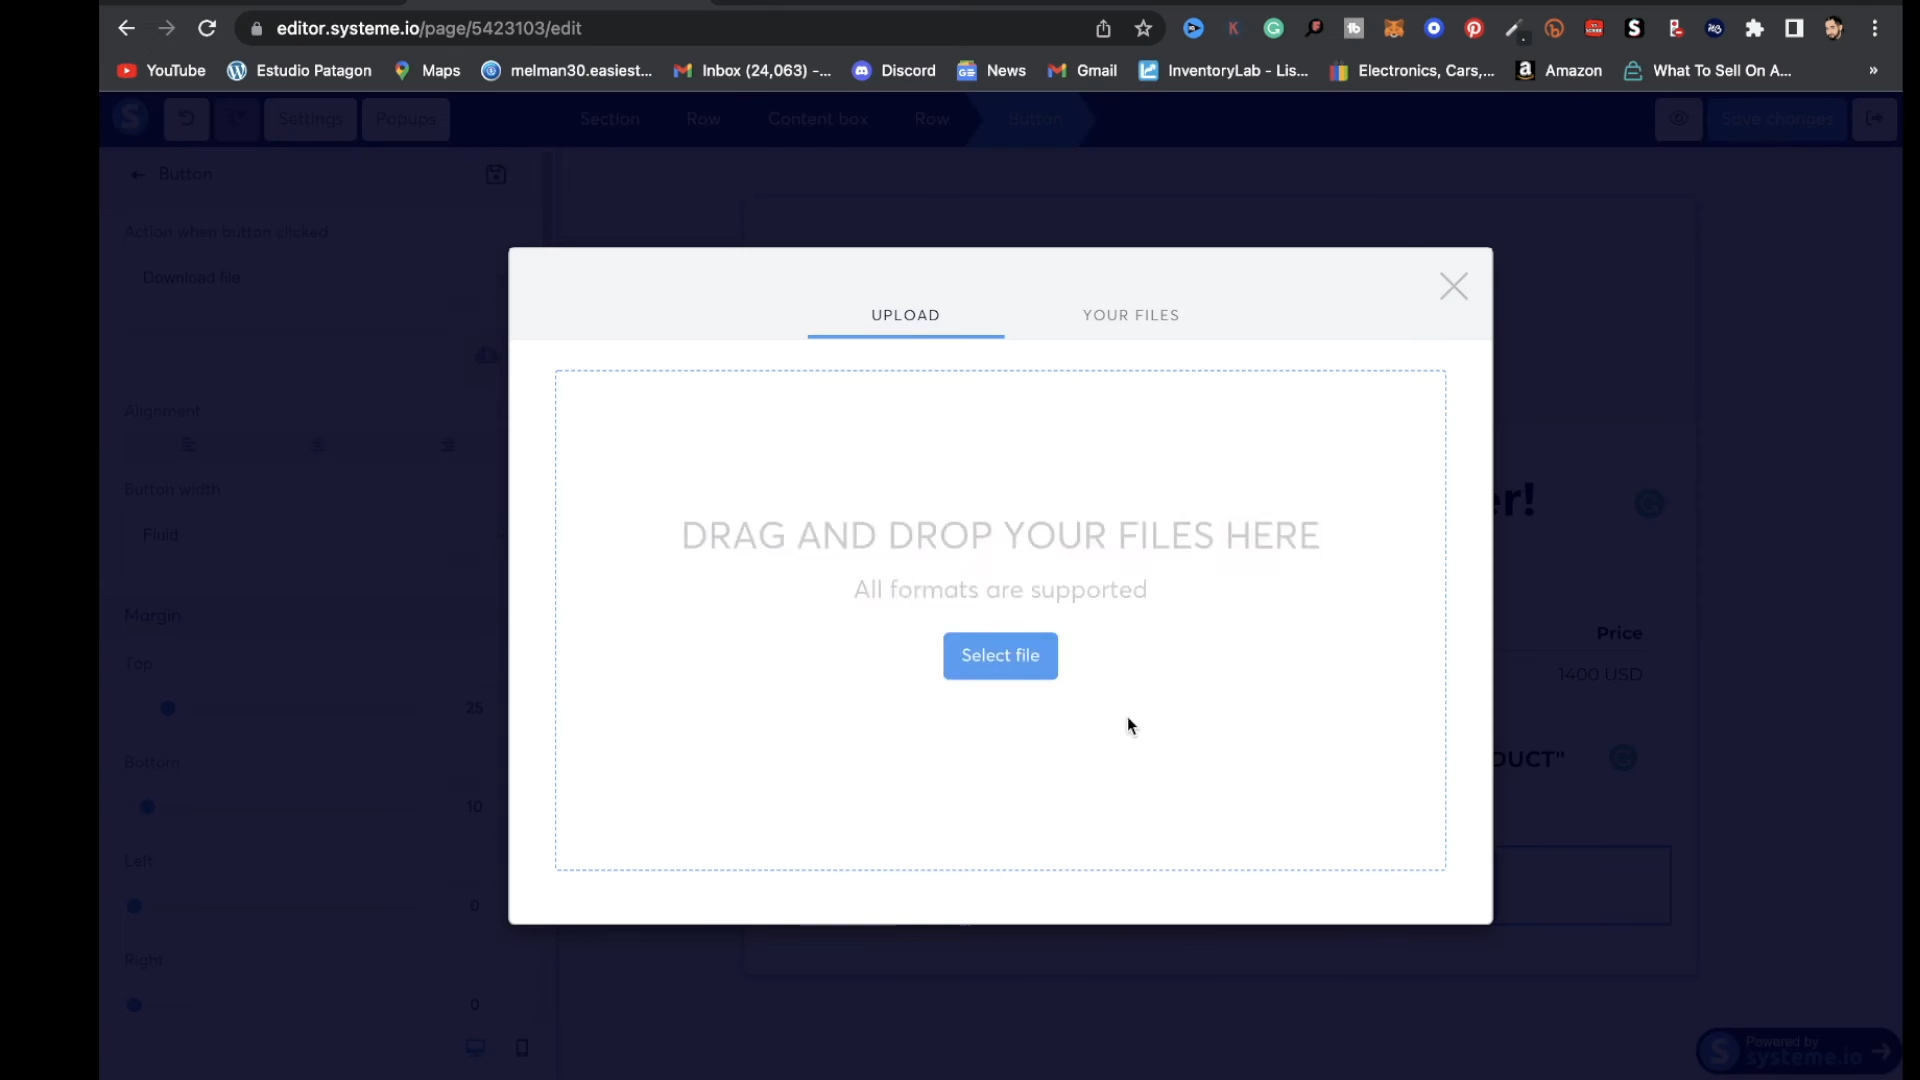 editor.systeme.io/page/5423103/edit
YouTube
Estudio Patagon
Maps
melman30.easiest...
Inbox (24,063) -...
Discord
News
Gmail
InventoryLab - Lis...
Electronics, Cars,...
Amazon
What To Sell On A...
»
S
Settings
Popups
Section
Row
Content box
Row
Button
Save changes
Button
Action when button clicked
Download file
Alignment
Button width
Fluid
Margin
Top
25
Bottom
10
Left
0
Right
0
UPLOAD
YOUR FILES
DRAG AND DROP YOUR FILES HERE
All formats are supported
Select file
er!
Price
1400 USD
DUCT"
Powered by
systeme.io